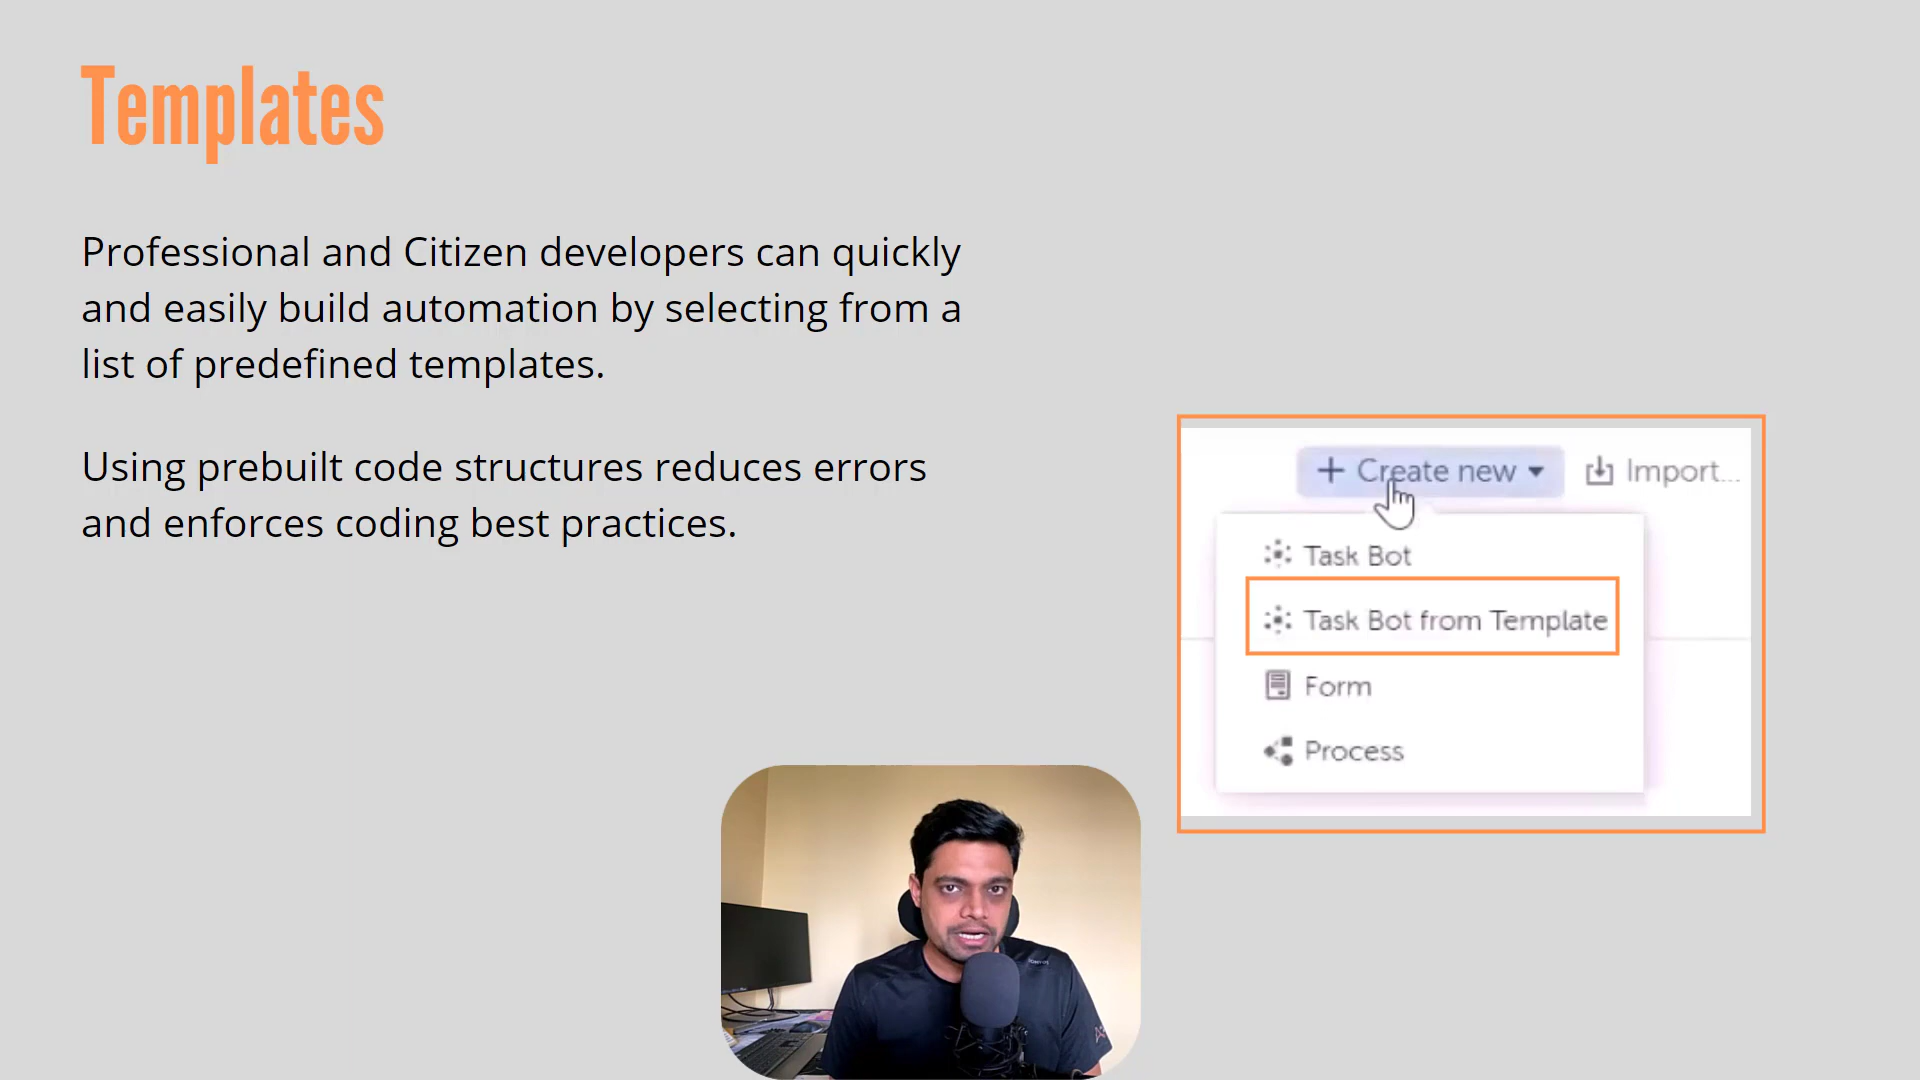 Templates
Professional and Citizen developers can quickly
and easily build automation by selecting from a
list of predefined templates.
Using prebuilt code structures reduces errors
and enforces coding best practices.
+ Create new Import...
Task Bot
Task Bot from Template
Form
Process